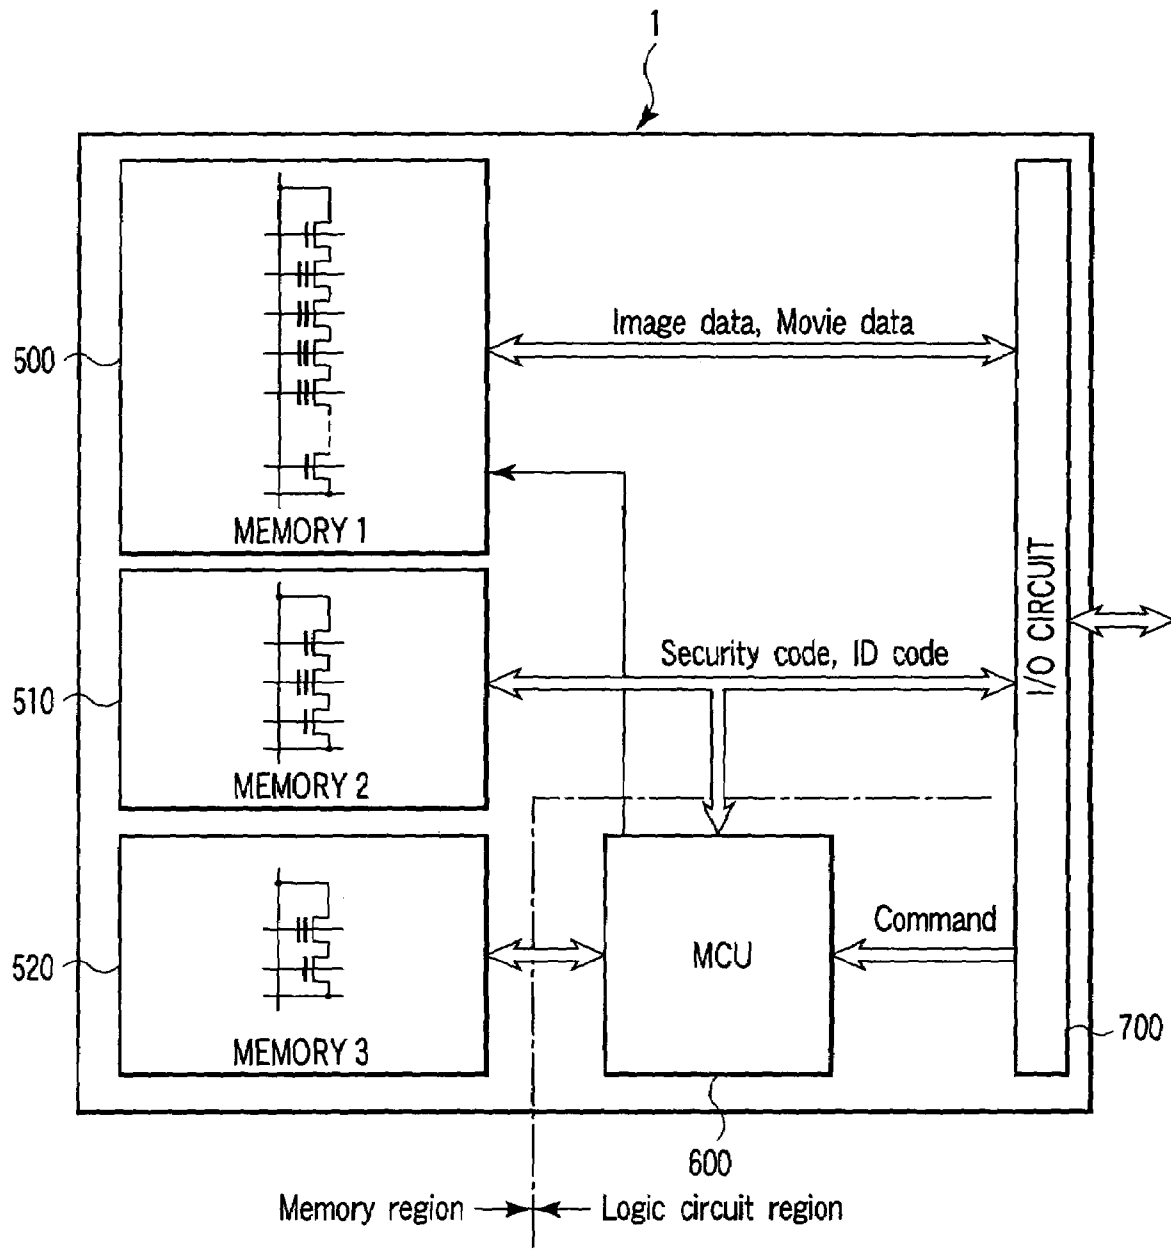 1
500
MEMORY 1
Image data, Movie data
510
MEMORY 2
Security code, ID code
I/O CIRCUIT
520
MEMORY 3
MCU
Command
700
600
Memory region
Logic circuit region